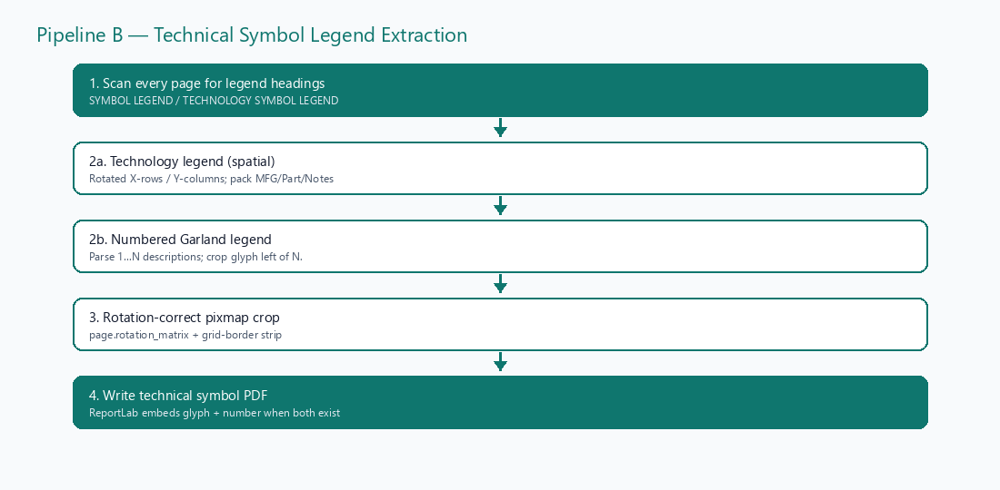 Pipeline B — Technical Symbol Legend Extraction
1. Scan every page for legend headings
SYMBOL LEGEND / TECHNOLOGY SYMBOL LEGEND
2a. Technology legend (spatial)
Rotated X-rows / Y-columns; pack MFG/Part/Notes
2b. Numbered Garland legend
Parse 1...N descriptions; crop glyph left of N.
3. Rotation-correct pixmap crop
page.rotation_matrix + grid-border strip
4. Write technical symbol PDF
ReportLab embeds glyph + number when both exist